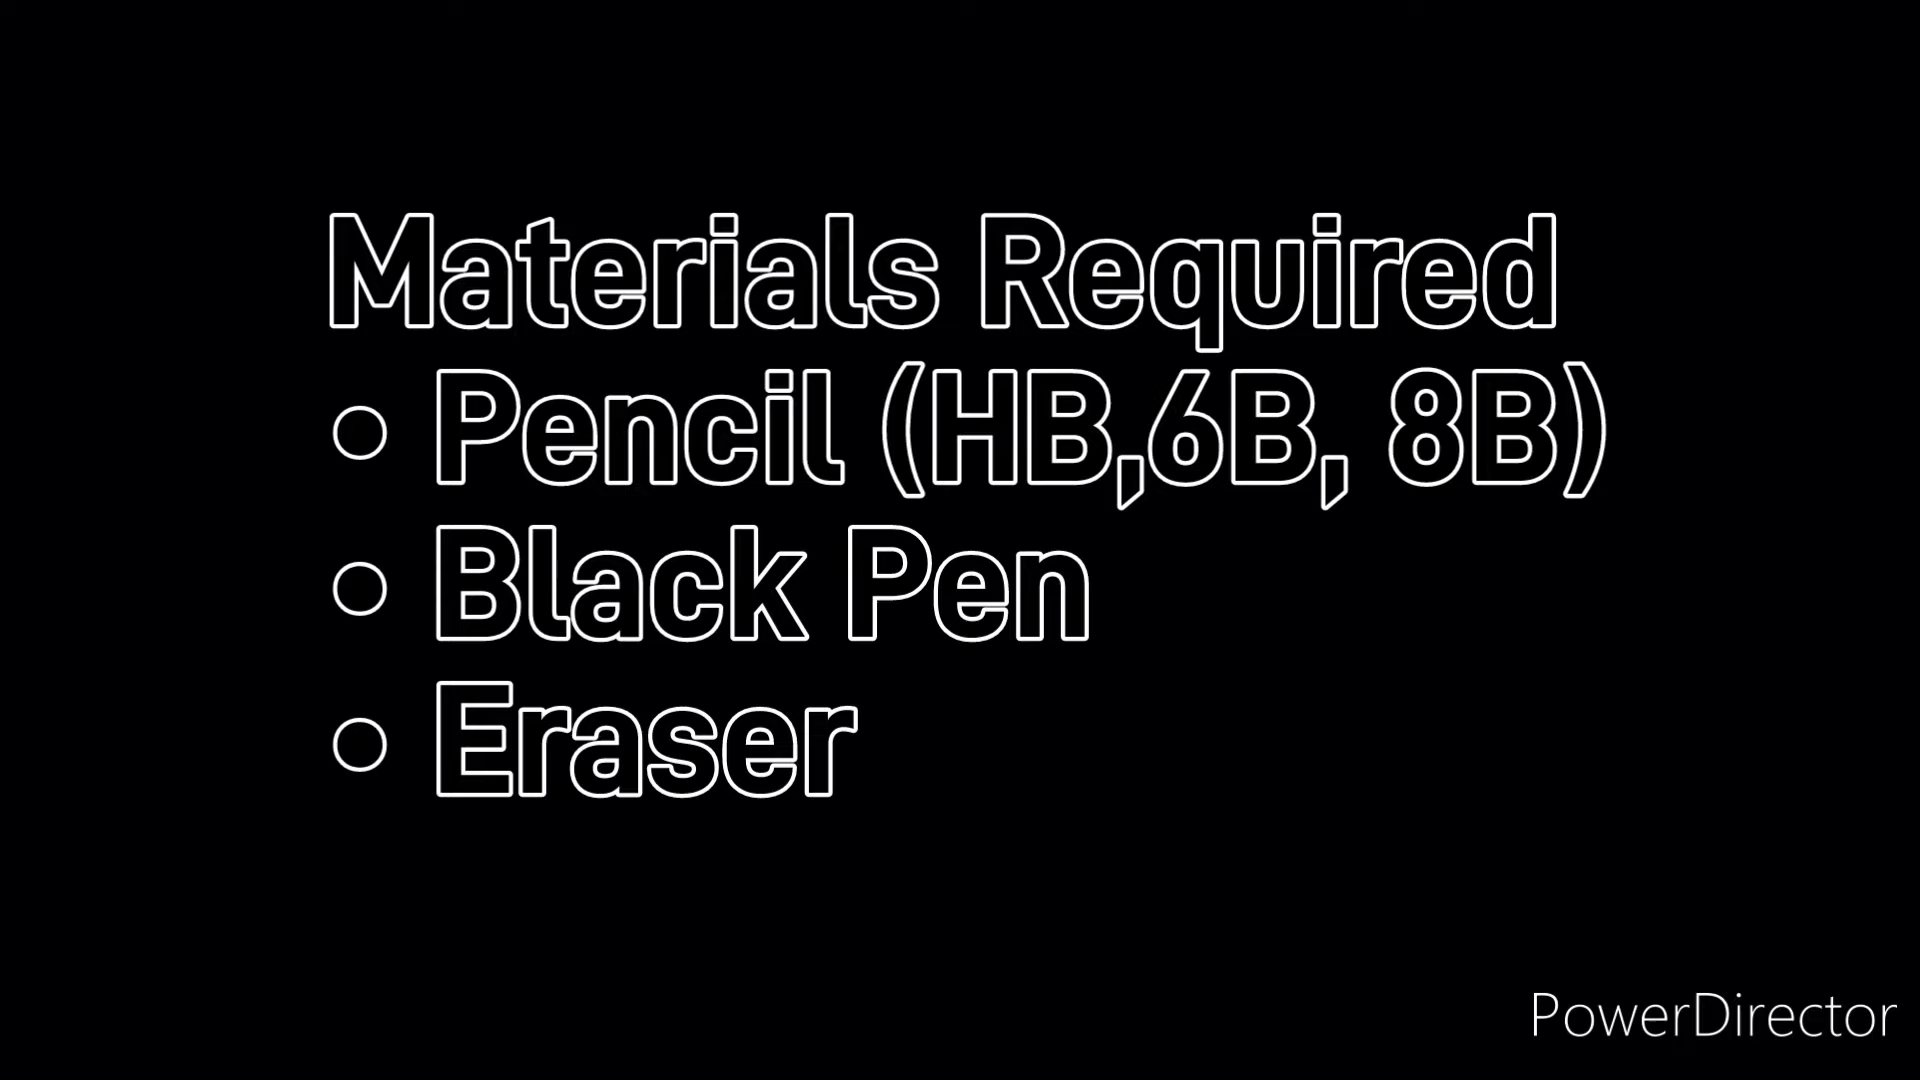 Materials Required
• Pencil (HB,6B, 8B)
• Black Pen
• Eraser
PowerDirector